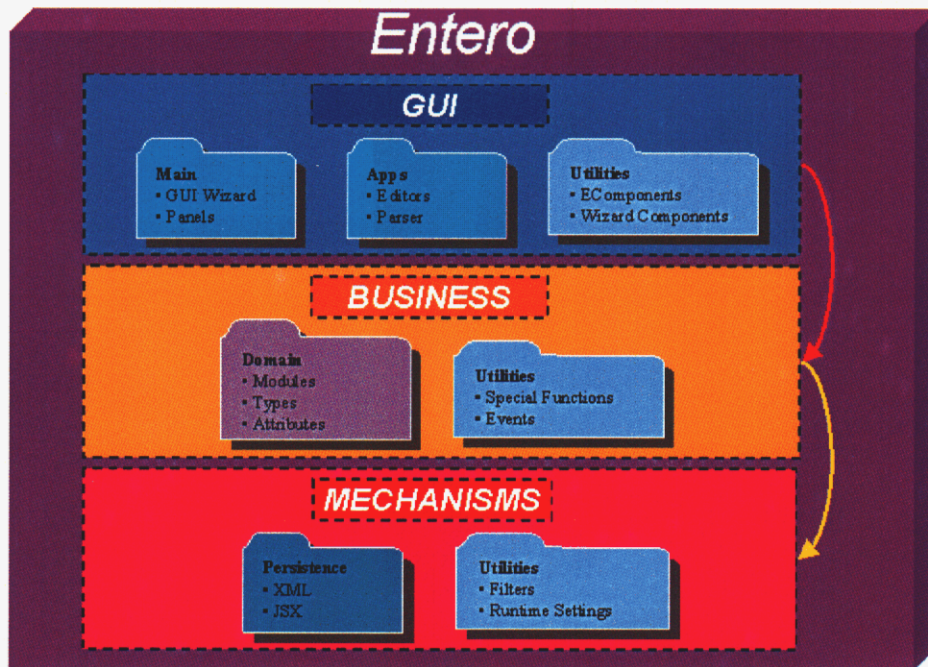 Entero
GUI
Main
▪ GUI Wizard
▪ Panels
Apps
▪ Editors
▪ Parser
Utilities
▪ EComponents
▪ Wizard Components
BUSINESS
Domain
▪ Modules
▪ Types
▪ Attributes
Utilities
▪ Special Functions
▪ Events
MECHANISMS
Persistence
▪ XML
▪ JSX
Utilities
▪ Filters
▪ Runtime Settings